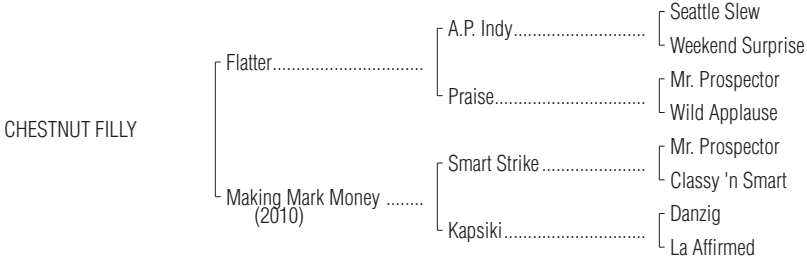 Seattle Slew
A.P. Indy..............................
Weekend Surprise
Flatter..................................
Mr. Prospector
Praise..................................
Wild Applause
CHESTNUT FILLY
Mr. Prospector
Smart Strike.......................
Classy 'n Smart
Making Mark Money ........
(2010)
Danzig
Kapsiki................................
La Affirmed